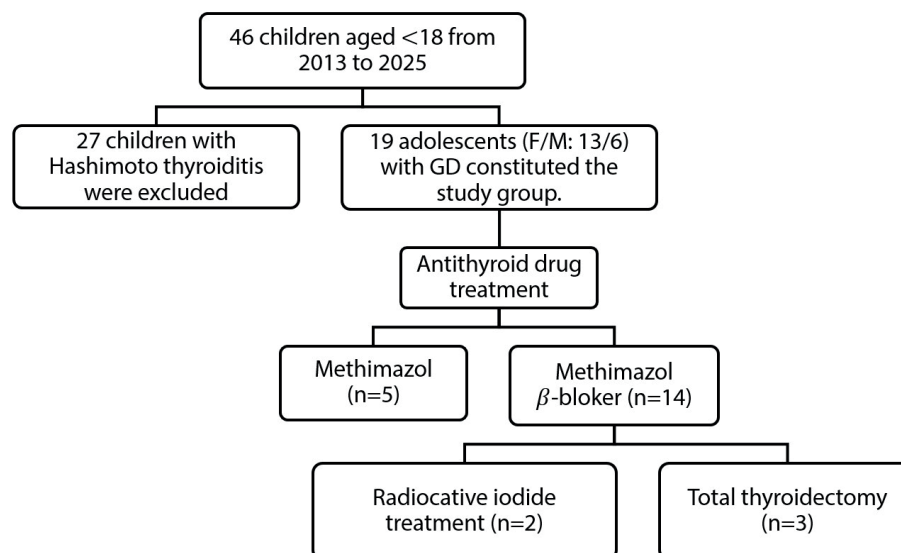 46 children aged <18 from
2013 to 2025
27 children with
Hashimoto thyroiditis
were excluded
19 adolescents (F/M: 13/6)
with GD constituted the
study group.
Antithyroid drug
treatment
Methimazol
(n=5)
Methimazol
β-bloker (n=14)
Radiocative iodide
treatment (n=2)
Total thyroidectomy
(n=3)